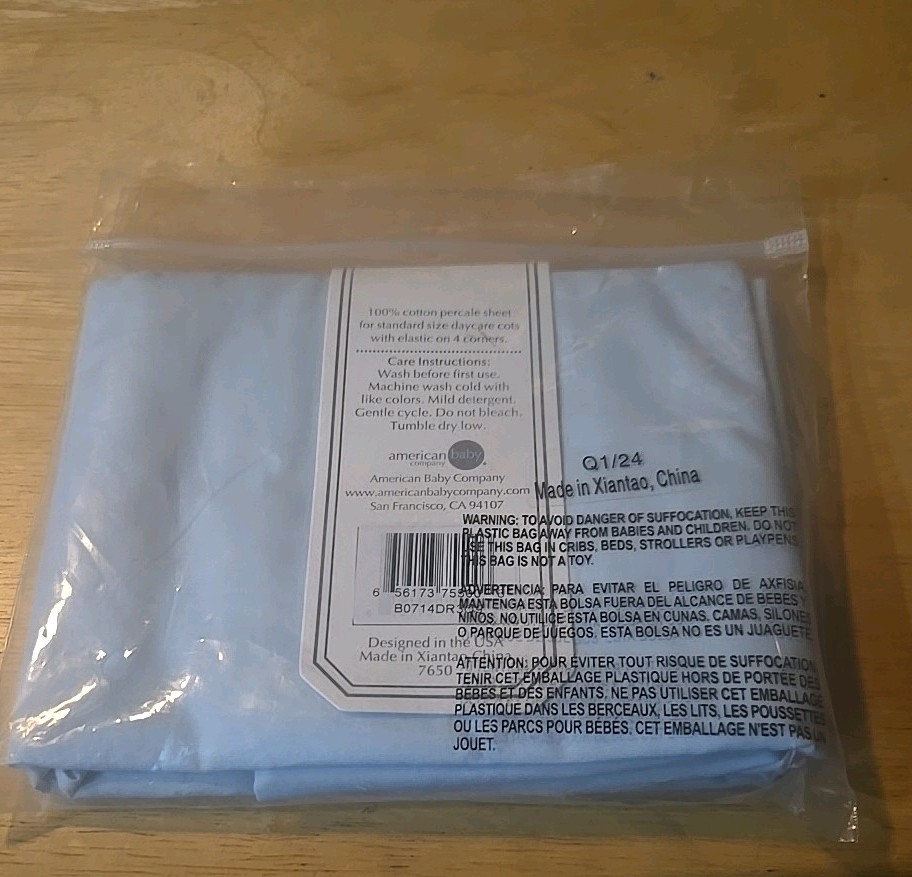 100% cotton percale sheet
for standard size daycare cots
with elastic on 4 corners.
Care Instructions:
Wash before first use.
Machine wash cold with
like colors. Mild detergent.
Gentle cycle. Do not bleach.
Tumble dry low.
american baby
company
American Baby Company
www.americanbabycompany.com
San Francisco, CA 94107
6 56173
Designed in the USA
Made in Xiantao, China
7650
Q1/24
Made in Xiantao, China
WARNING: TO AVOID DANGER OF SUFFOCATION, KEEP THIS
PLASTIC BAG AWAY FROM BABIES AND CHILDREN. DO NOT
USE THIS BAG IN CRIBS, BEDS, STROLLERS OR PLAYPENS.
THIS BAG IS NOT A TOY.
ADVERTENCIA: PARA EVITAR EL PELIGRO DE AXFISIA
MANTENGA ESTA BOLSA FUERA DEL ALCANCE DE BEBES Y
NIÑOS, NO UTILICE ESTA BOLSA EN CUNAS, CAMAS, SILONES
O PARQUE DE JUEGOS. ESTA BOLSA NO ES UN JUAGUETE.
ATTENTION: POUR ÉVITER TOUT RISQUE DE SUFFOCATION,
TENIR CET EMBALLAGE PLASTIQUE HORS DE PORTÉE DES
BÉBÉS ET DES ENFANTS. NE PAS UTILISER CET EMBALLAGE
PLASTIQUE DANS LES BERCEAUX, LES LITS, LES POUSSETTES
OU LES PARCS POUR BÉBÉS. CET EMBALLAGE N'EST PAS UN
JOUET.